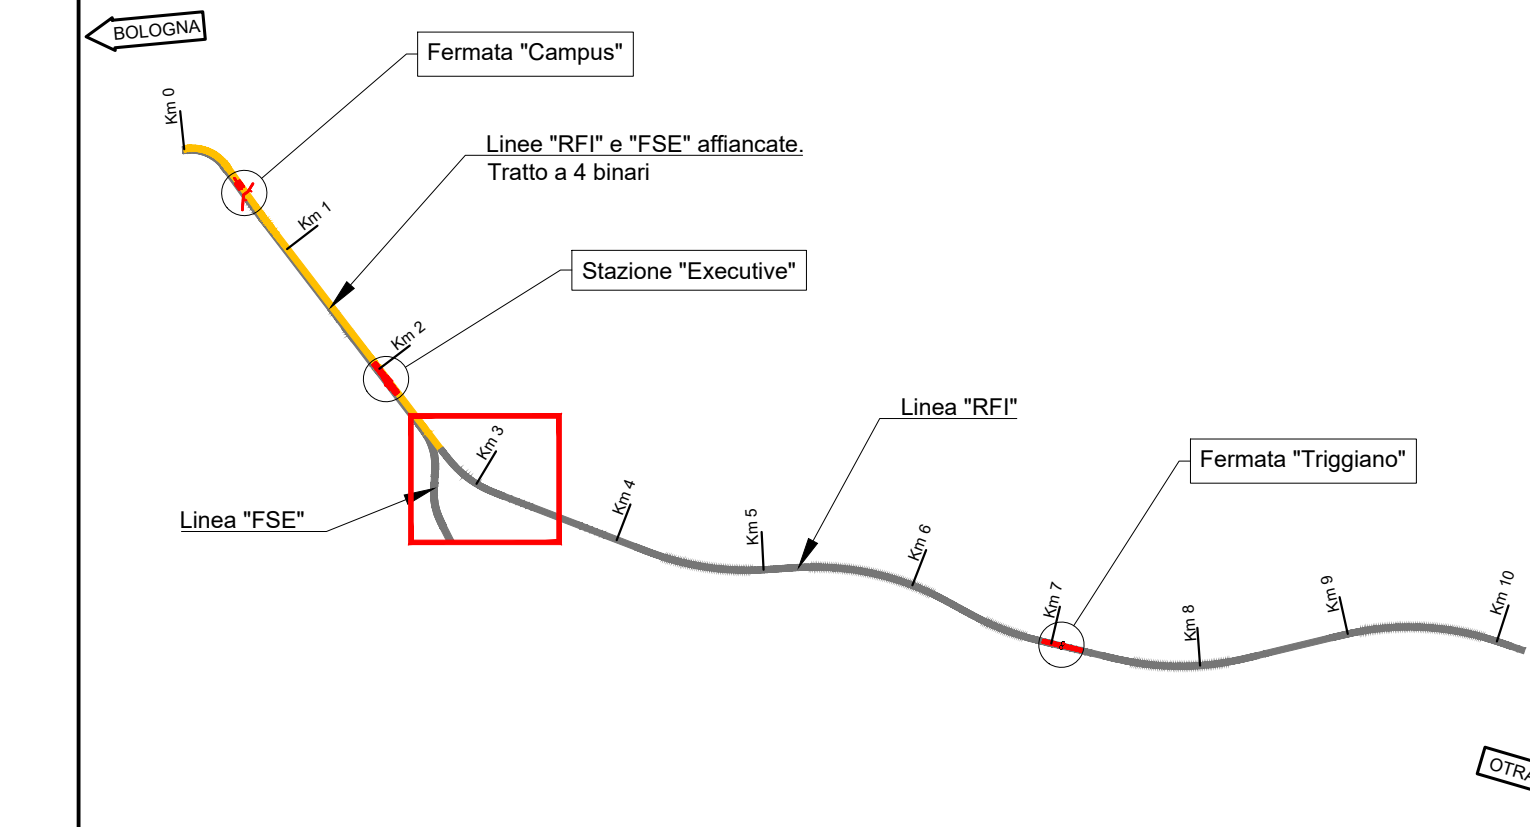 BOLOGNA
Fermata "Campus"
Km 0
Linee "RFI" e "FSE" affiancate.
Tratto a 4 binari
Km 1
Stazione "Executive"
Km 2
Linea "RFI"
Km 3
Fermata "Triggiano"
Km 4
Linea "FSE"
Km 5
Km 6
Km 7
Km 8
Km 9
Km 10
OTRA